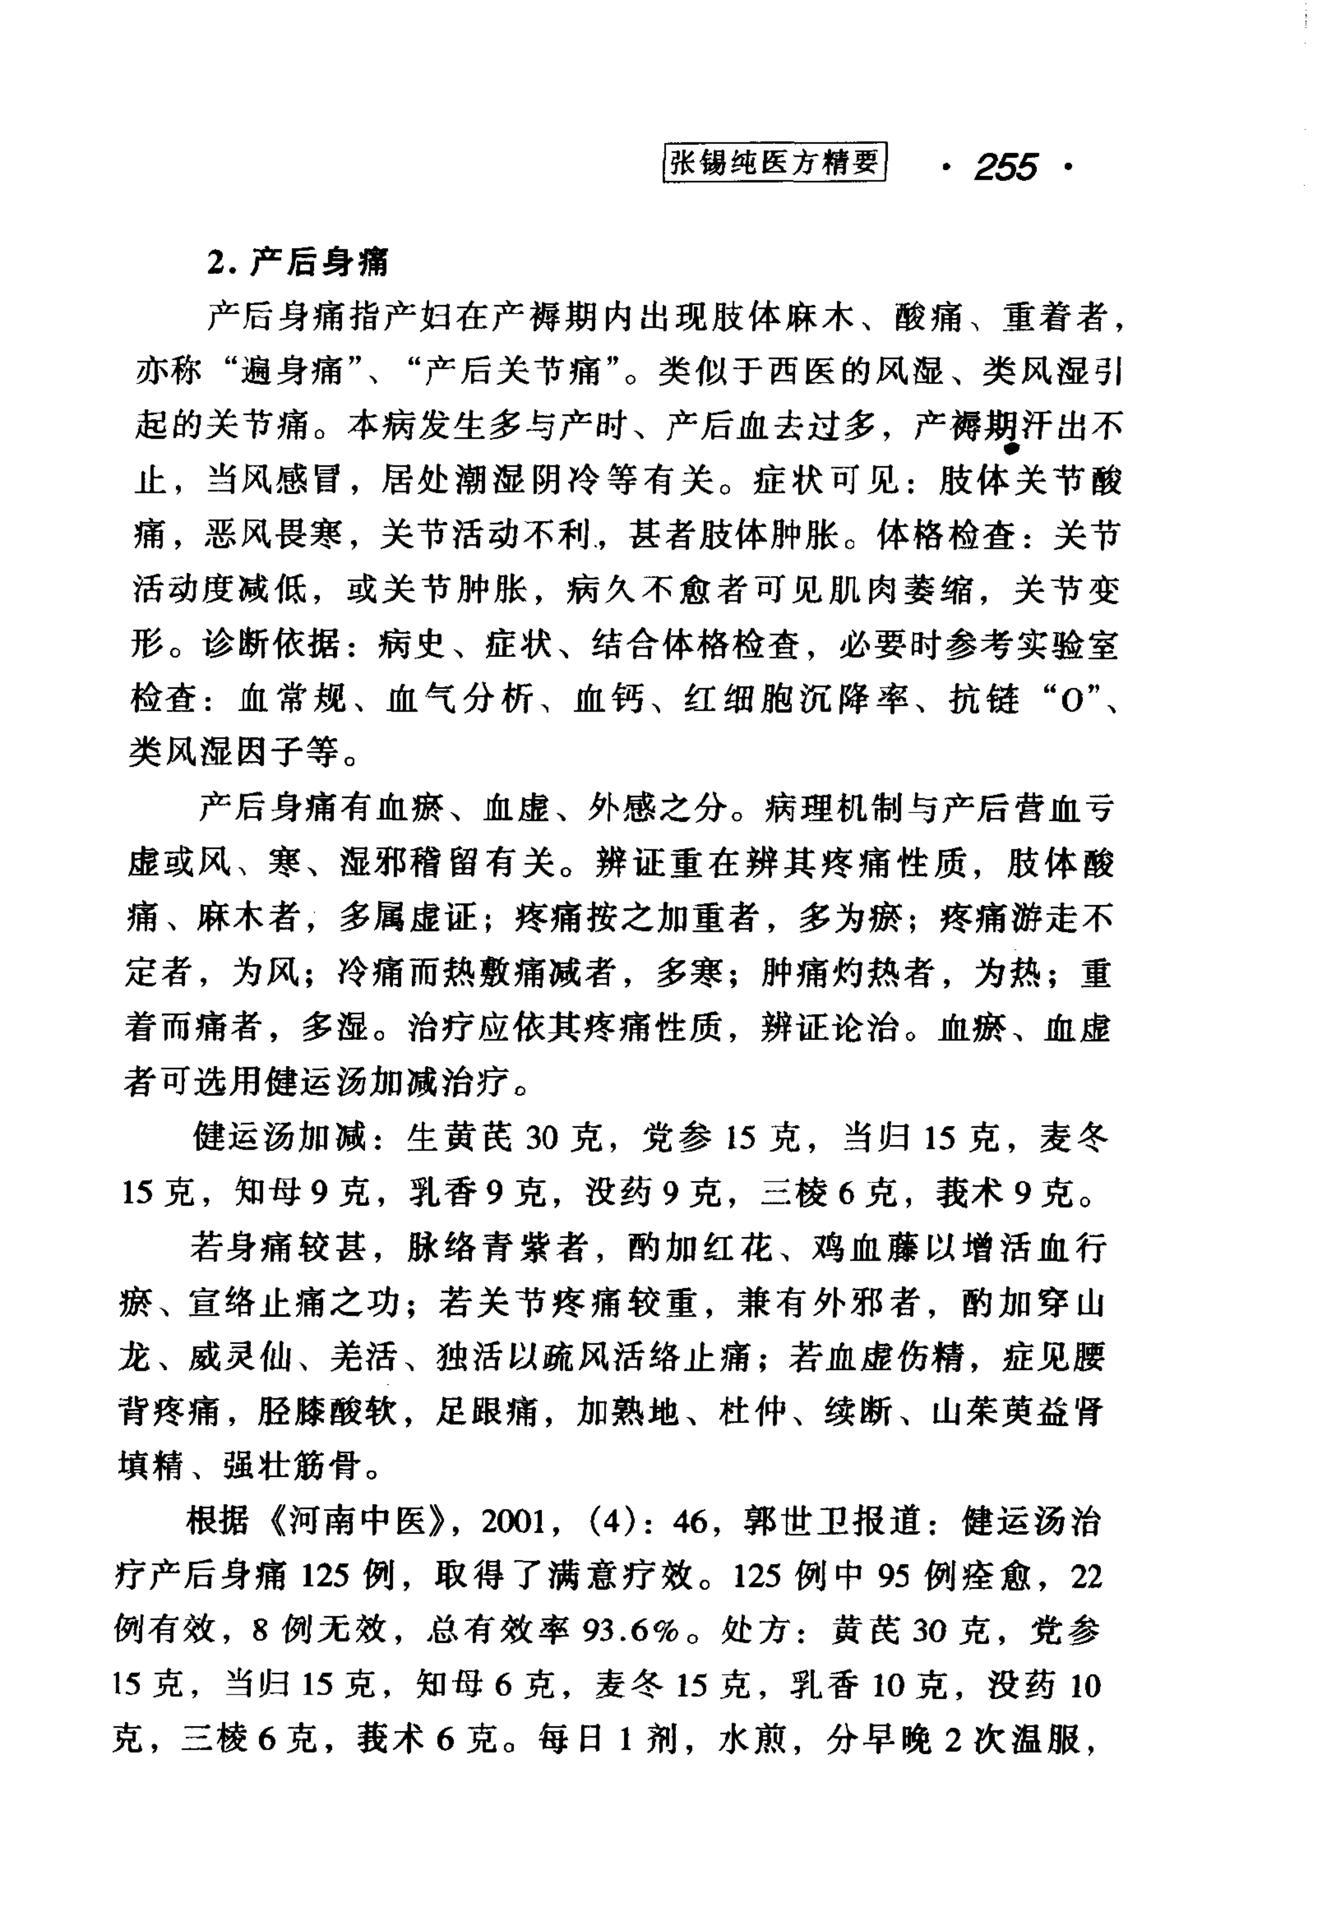 张锡纯医方精要 · 255 ·
2. 产后身痛
产后身痛指产妇在产褥期内出现肢体麻木、酸痛、重着者，
亦称“遍身痛”、“产后关节痛”。类似于西医的风湿、类风湿引
起的关节痛。本病发生多与产时、产后血去过多，产褥期汗出不
止，当风感冒，居处潮湿阴冷等有关。症状可见：肢体关节酸
痛，恶风畏寒，关节活动不利，甚者肢体肿胀。体格检查：关节
活动度减低，或关节肿胀，病久不愈者可见肌肉萎缩，关节变
形。诊断依据：病史、症状、结合体格检查，必要时参考实验室
检查：血常规、血气分析、血钙、红细胞沉降率、抗链“O”、
类风湿因子等。
产后身痛有血瘀、血虚、外感之分。病理机制与产后营血亏
虚或风、寒、湿邪稽留有关。辨证重在辨其疼痛性质，肢体酸
痛、麻木者，多属虚证；疼痛按之加重者，多为瘀；疼痛游走不
定者，为风；冷痛而热敷痛减者，多寒；肿痛灼热者，为热；重
着而痛者，多湿。治疗应依其疼痛性质，辨证论治。血瘀、血虚
者可选用健运汤加减治疗。
健运汤加减：生黄芪 30 克，党参 15 克，当归 15 克，麦冬
15 克，知母 9 克，乳香 9 克，没药 9 克，三棱 6 克，莪术 9 克。
若身痛较甚，脉络青紫者，酌加红花、鸡血藤以增活血行
瘀、宣络止痛之功；若关节疼痛较重，兼有外邪者，酌加穿山
龙、威灵仙、羌活、独活以疏风活络止痛；若血虚伤精，症见腰
背疼痛，胫膝酸软，足跟痛，加熟地、杜仲、续断、山茱萸益肾
填精、强壮筋骨。
根据《河南中医》，2001，（4）：46，郭世卫报道：健运汤治
疗产后身痛 125 例，取得了满意疗效。125 例中 95 例痊愈，22
例有效，8 例无效，总有效率 93.6%。处方：黄芪 30 克，党参
15 克，当归 15 克，知母 6 克，麦冬 15 克，乳香 10 克，没药 10
克，三棱 6 克，莪术 6 克。每日 1 剂，水煎，分早晚 2 次温服，